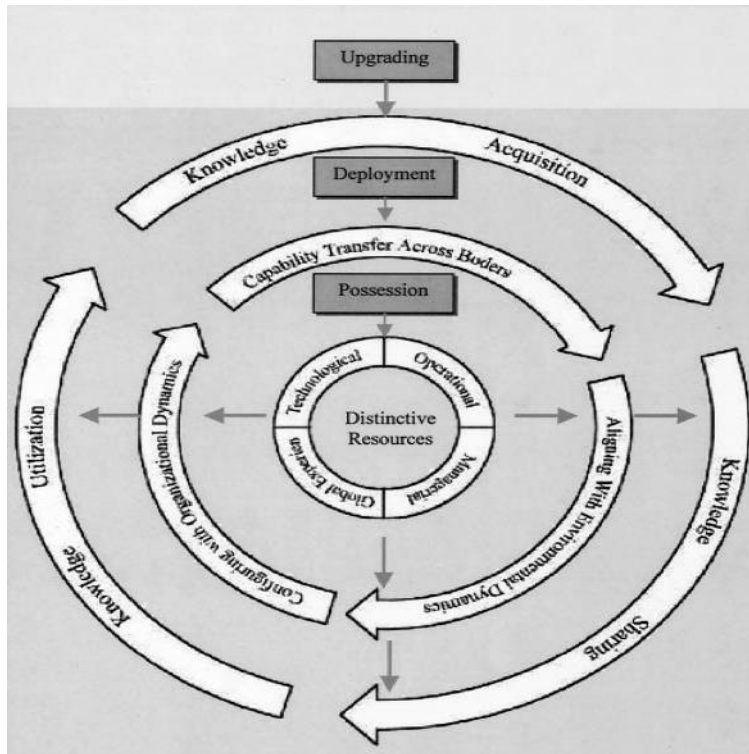 Upgrading
Knowledge Acquisition
Deployment
Capability Transfer Across Boders
Possession
Technological
Operational
Distinctive
Resources
Global Experien
Managerial
Configuring with Organizational Dynamics
Aligning With Environmental Dynamics
Knowledge Utilization
Knowledge Sharing